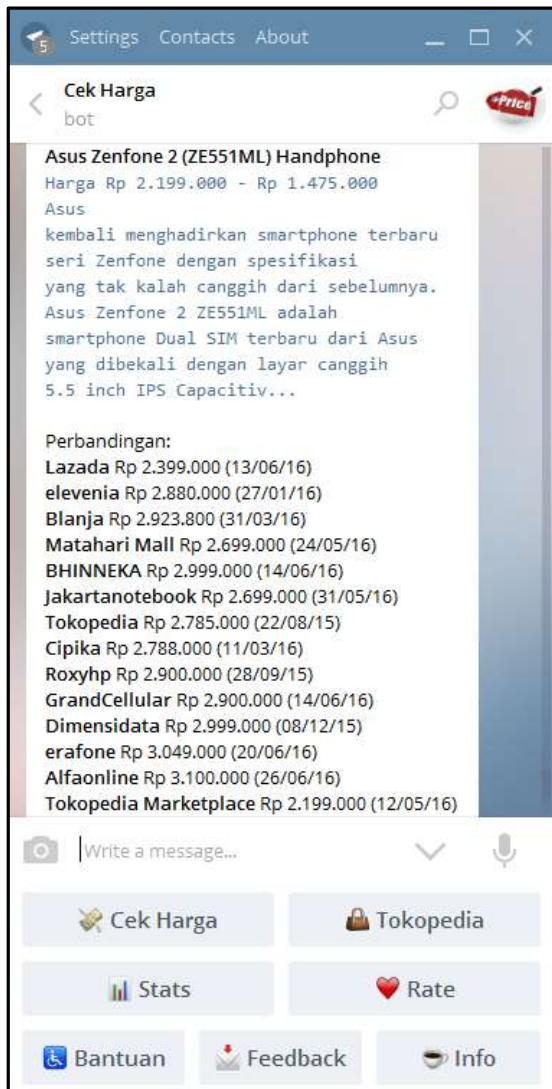 5 Settings Contacts About
Cek Harga
bot
Price
Asus Zenfone 2 (ZE551ML) Handphone
Harga Rp 2.199.000 - Rp 1.475.000
Asus
kembali menghadirkan smartphone terbaru
seri Zenfone dengan spesifikasi
yang tak kalah canggih dari sebelumnya.
Asus Zenfone 2 ZE551ML adalah
smartphone Dual SIM terbaru dari Asus
yang dibekali dengan layar canggih
5.5 inch IPS Capacitiv...
Perbandingan:
Lazada Rp 2.399.000 (13/06/16)
elevenia Rp 2.880.000 (27/01/16)
Blanja Rp 2.923.800 (31/03/16)
Matahari Mall Rp 2.699.000 (24/05/16)
BHINNEKA Rp 2.999.000 (14/06/16)
Jakartanotebook Rp 2.699.000 (31/05/16)
Tokopedia Rp 2.785.000 (22/08/15)
Cipika Rp 2.788.000 (11/03/16)
Roxyhp Rp 2.900.000 (28/09/15)
GrandCellular Rp 2.900.000 (14/06/16)
Dimensidata Rp 2.999.000 (08/12/15)
erafone Rp 3.049.000 (20/06/16)
Alfaonline Rp 3.100.000 (26/06/16)
Tokopedia Marketplace Rp 2.199.000 (12/05/16)
Write a message...
Cek Harga Tokopedia
Stats Rate
Bantuan Feedback Info